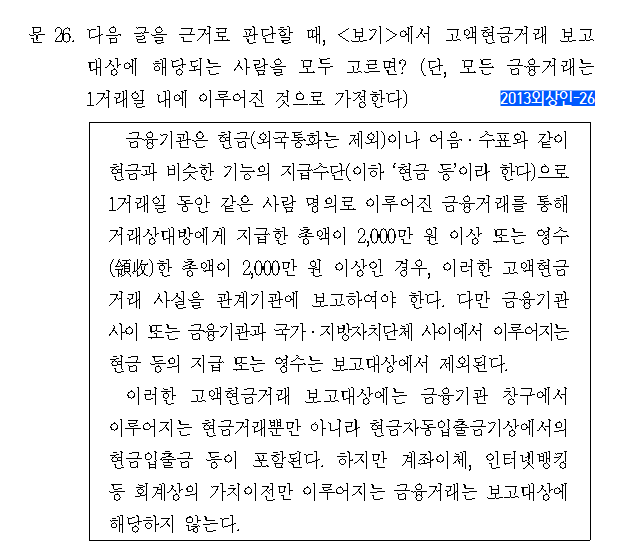 문 26. 다음 글을 근거로 판단할 때, <보기>에서 고액현금거래 보고
대상에 해당되는 사람을 모두 고르면? (단, 모든 금융거래는
1거래일 내에 이루어진 것으로 가정한다)
2013외상인-26
금융기관은 현금(외국통화는 제외)이나 어음·수표와 같이
현금과 비슷한 기능의 지급수단(이하 '현금 등'이라 한다)으로
1거래일 동안 같은 사람 명의로 이루어진 금융거래를 통해
거래상대방에게 지급한 총액이 2,000만 원 이상 또는 영수
(領收)한 총액이 2,000만 원 이상인 경우, 이러한 고액현금
거래 사실을 관계기관에 보고하여야 한다. 다만 금융기관
사이 또는 금융기관과 국가·지방자치단체 사이에서 이루어지는
현금 등의 지급 또는 영수는 보고대상에서 제외된다.
이러한 고액현금거래 보고대상에는 금융기관 창구에서
이루어지는 현금거래뿐만 아니라 현금자동입출금기상에서의
현금입출금 등이 포함된다. 하지만 계좌이체, 인터넷뱅킹
등 회계상의 가치이전만 이루어지는 금융거래는 보고대상에
해당하지 않는다.